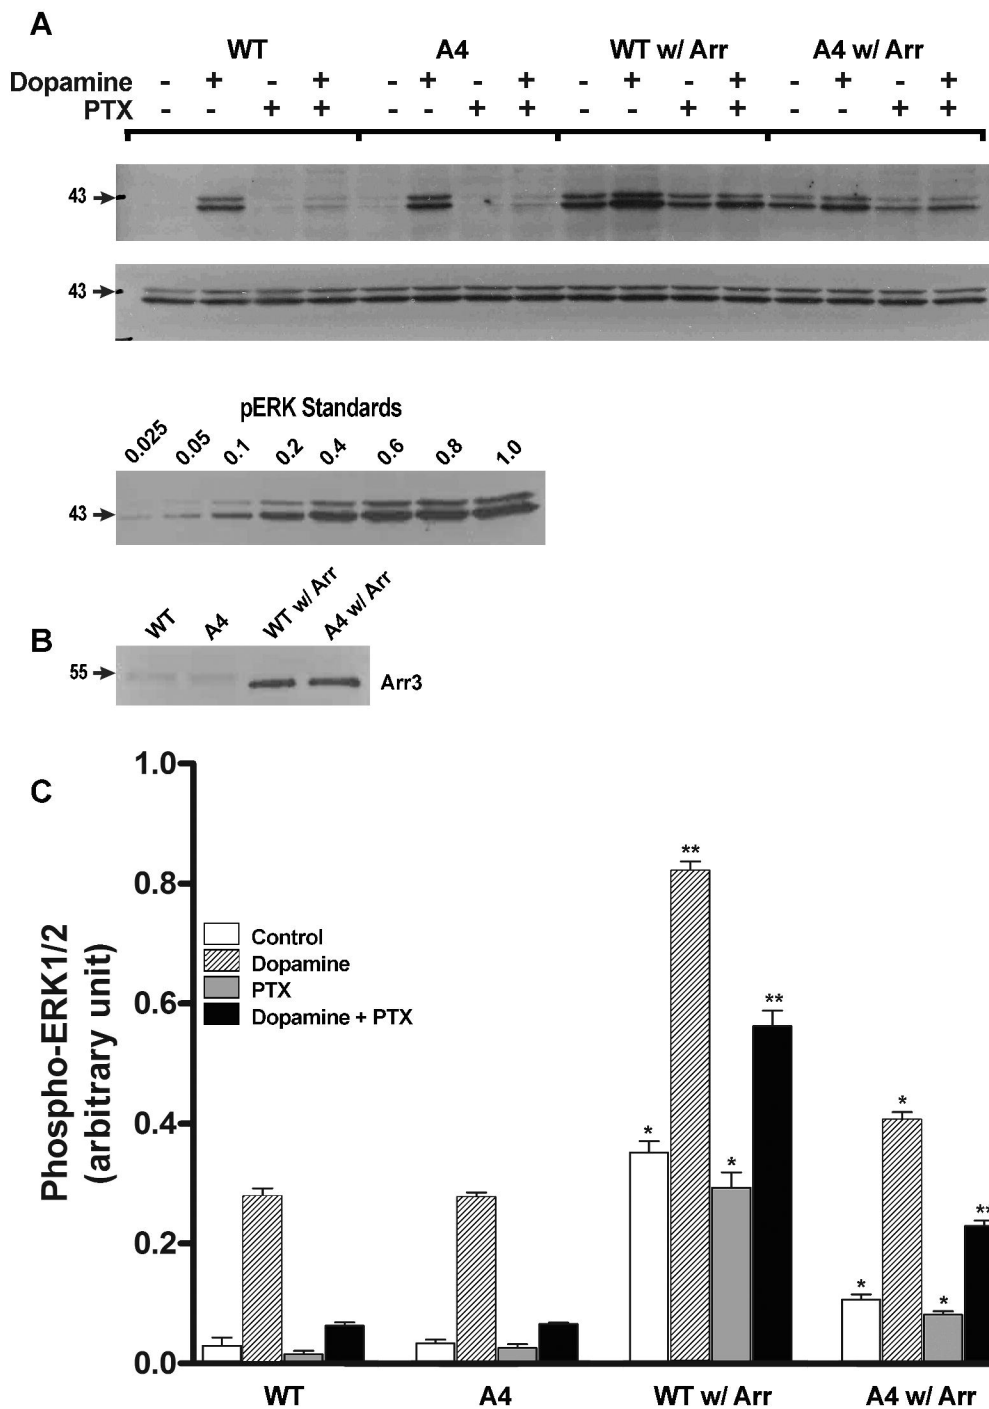 A
WT A4 WT w/ Arr A4 w/ Arr
Dopamine - + - + - + - + - + - + - + - +
PTX - - + + - - + + - - + + - - + +
43
43
pERK Standards
0.025 0.05 0.1 0.2 0.4 0.6 0.8 1.0
43
WT A4 WT w/ Arr A4 w/ Arr
B
55 Arr3
C
1.0
0.8
0.6
0.4
0.2
0.0
Phospho-ERK1/2
(arbitrary unit)
Control
Dopamine
PTX
Dopamine + PTX
* ** * **
* * * **
WT A4 WT w/ Arr A4 w/ Arr